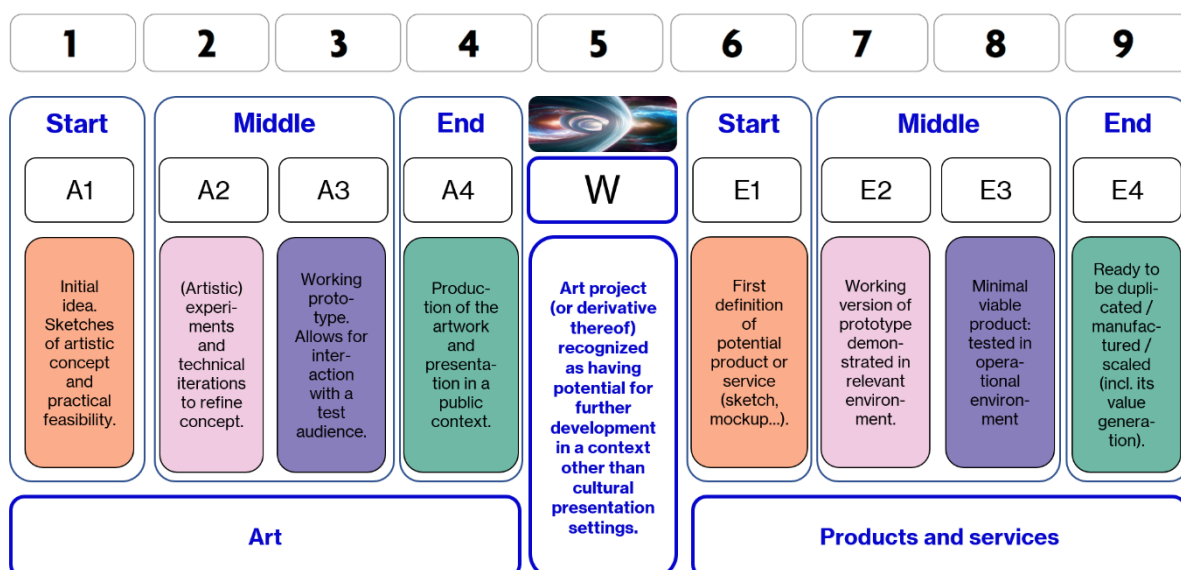 1 2 3 4 5 6 7 8 9
Start
Middle
End
Start
Middle
End
A1
A2
A3
A4
W
E1
E2
E3
E4
Initial
idea.
Sketches
of artistic
concept
and
practical
feasibility.
(Artistic)
experi-
ments
and
technical
iterations
to refine
concept.
Working
proto-
type.
Allows for
inter-
action
with a
test
audience.
Produc-
tion of the
artwork
and
presenta-
tion in a
public
context.
Art project
(or derivative
thereof)
recognized
as having
potential for
further
development
in a context
other than
cultural
presentation
settings.
First
definition
of
potential
product or
service
(sketch,
mockup...).
Working
version of
prototype
demon-
strated in
relevant
environ-
ment.
Minimal
viable
product:
tested in
oper-
ational
environ-
ment
Ready to
be dupli-
cated /
manufac-
tured /
scaled
(incl. its
value
genera-
tion).
Art
Products and services